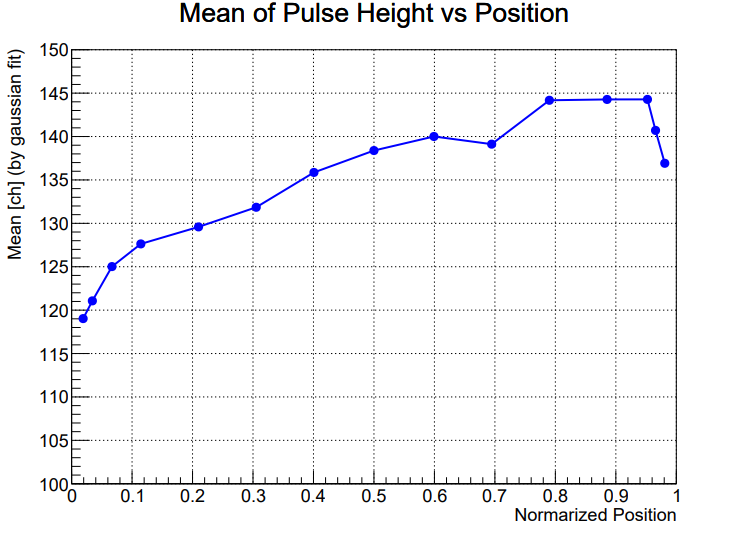 Mean of Pulse Height vs Position
Mean [ch] (by gaussian fit)
150
145
140
135
130
125
120
115
110
105
100
0 0.1 0.2 0.3 0.4 0.5 0.6 0.7 0.8 0.9 1
Normarized Position